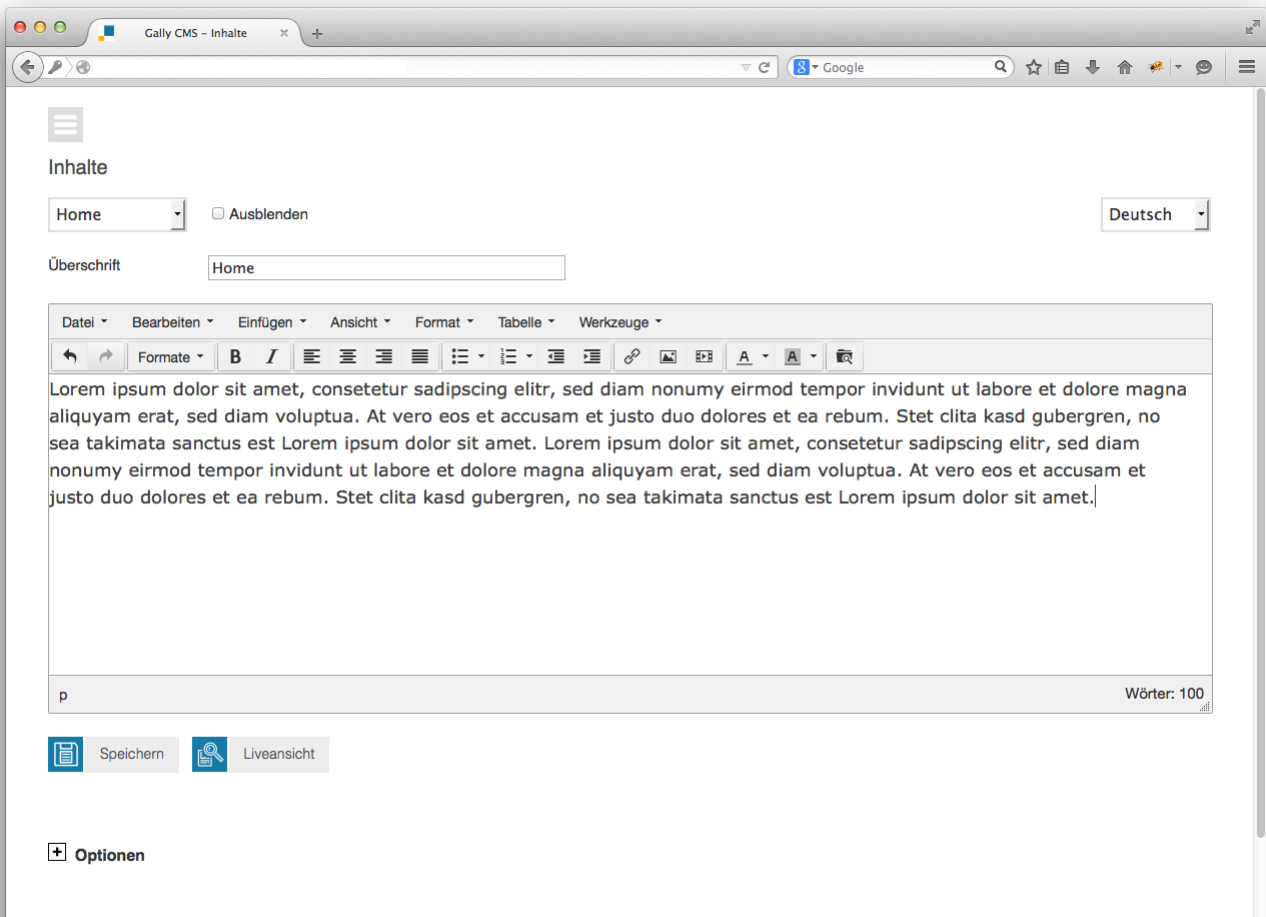 Gally CMS – Inhalte
Google
Inhalte
Home
Ausblenden
Deutsch
Überschrift
Home
Datei Bearbeiten Einfügen Ansicht Format Tabelle Werkzeuge
Formate B I A A
Lorem ipsum dolor sit amet, consetetur sadipscing elitr, sed diam nonumy eirmod tempor invidunt ut labore et dolore magna
aliquyam erat, sed diam voluptua. At vero eos et accusam et justo duo dolores et ea rebum. Stet clita kasd gubergren, no
sea takimata sanctus est Lorem ipsum dolor sit amet. Lorem ipsum dolor sit amet, consetetur sadipscing elitr, sed diam
nonumy eirmod tempor invidunt ut labore et dolore magna aliquyam erat, sed diam voluptua. At vero eos et accusam et
justo duo dolores et ea rebum. Stet clita kasd gubergren, no sea takimata sanctus est Lorem ipsum dolor sit amet.
p
Wörter: 100
Speichern
Liveansicht
Optionen